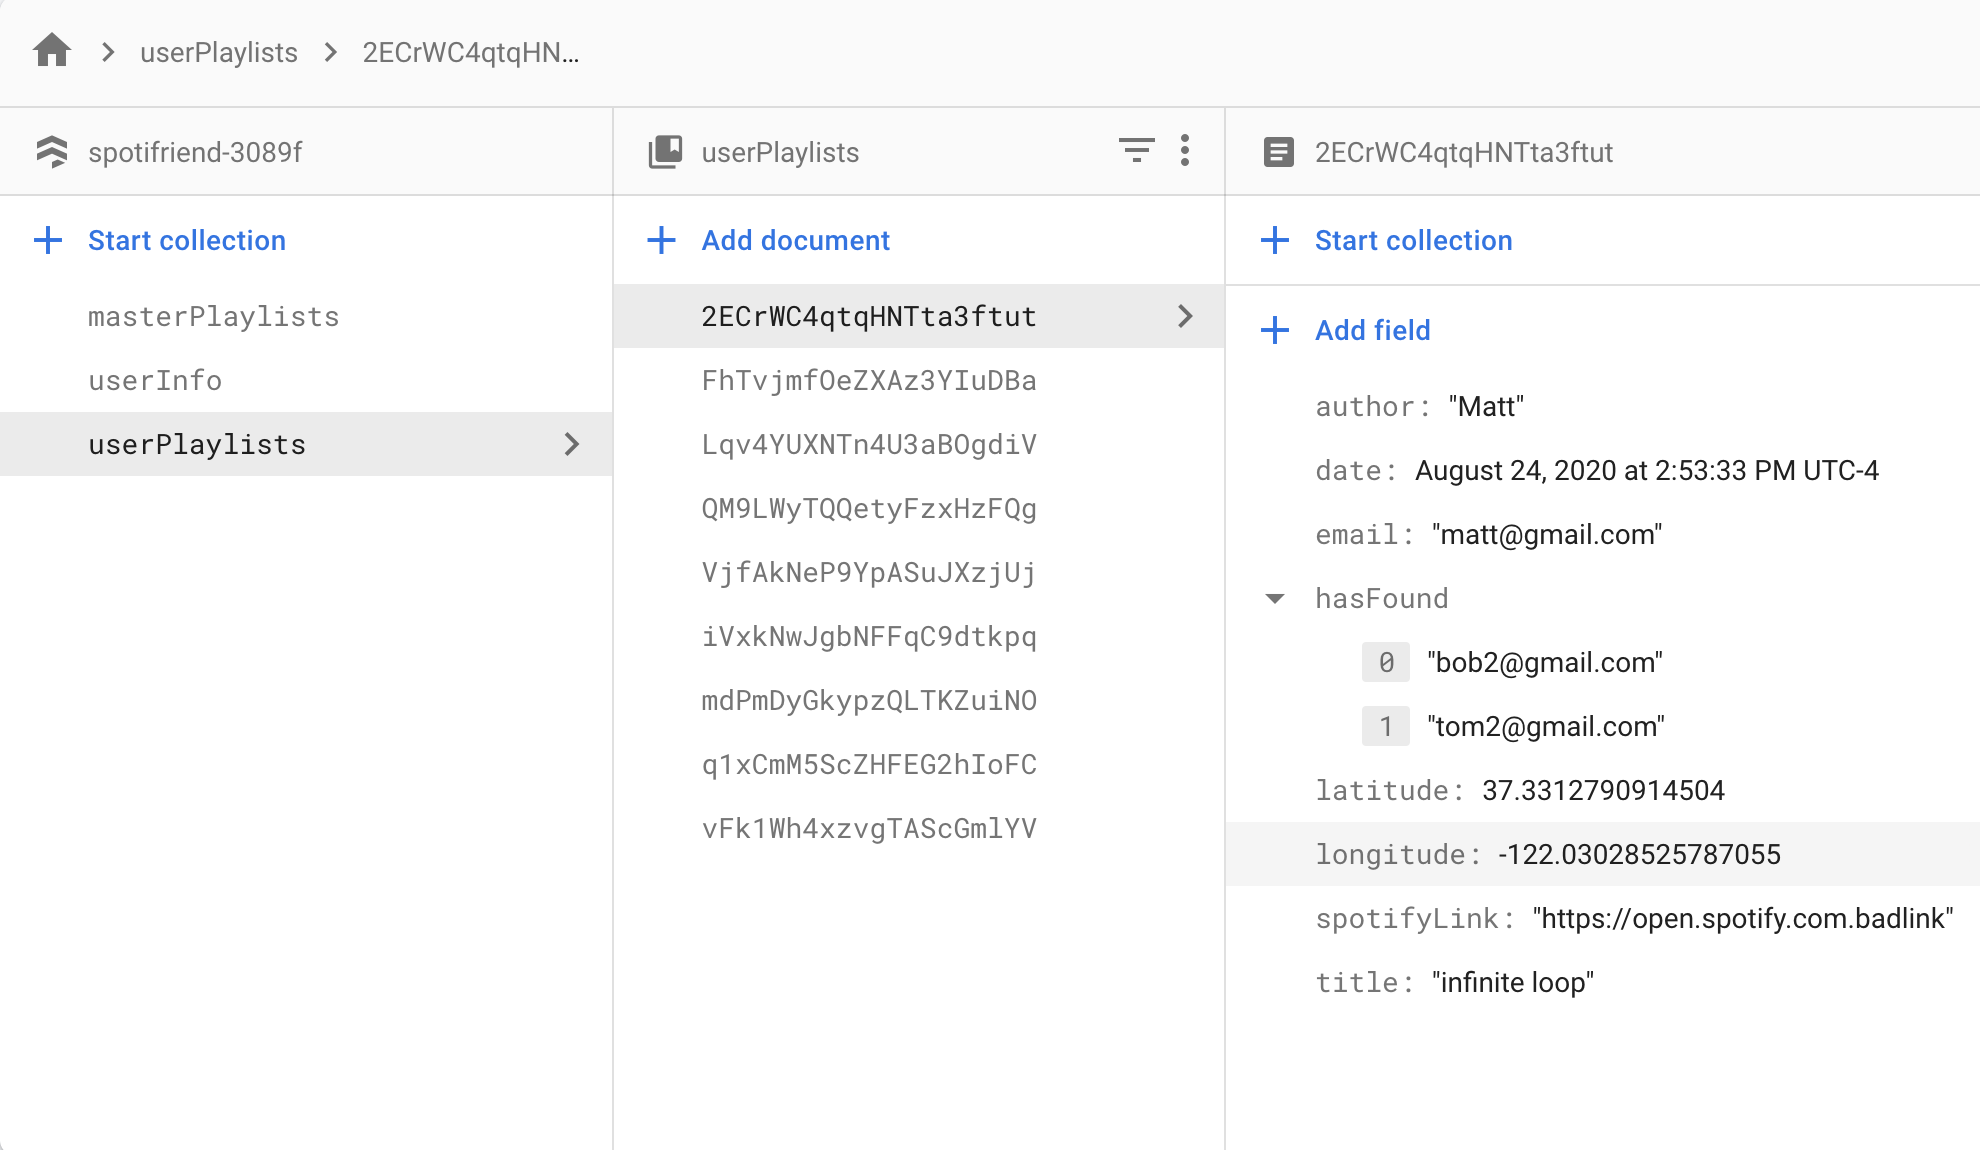 userPlaylists > 2ECrWC4qtqHN...
spotifriend-3089f
Start collection
masterPlaylists
userInfo
userPlaylists
userPlaylists
Add document
2ECrWC4qtqHNTta3ftut
FhTvjmfOeZXAz3YIuDBa
Lqv4YUXNTn4U3aBOgdiV
QM9LWyTQQetyFzxHzFQg
VjfAkNeP9YpASuJXzjUj
iVxkNwJgbNFFqC9dtkpq
mdPmDyGkypzQLTKZuiNO
q1xCmM5ScZHFEG2hIoFC
vFk1Wh4xzvgTAScGmlYV
2ECrWC4qtqHNTta3ftut
Start collection
Add field
author: "Matt"
date: August 24, 2020 at 2:53:33 PM UTC-4
email: "matt@gmail.com"
hasFound
0 "bob2@gmail.com"
1 "tom2@gmail.com"
latitude: 37.3312790914504
longitude: -122.03028525787055
spotifyLink: "https://open.spotify.com.badlink"
title: "infinite loop"